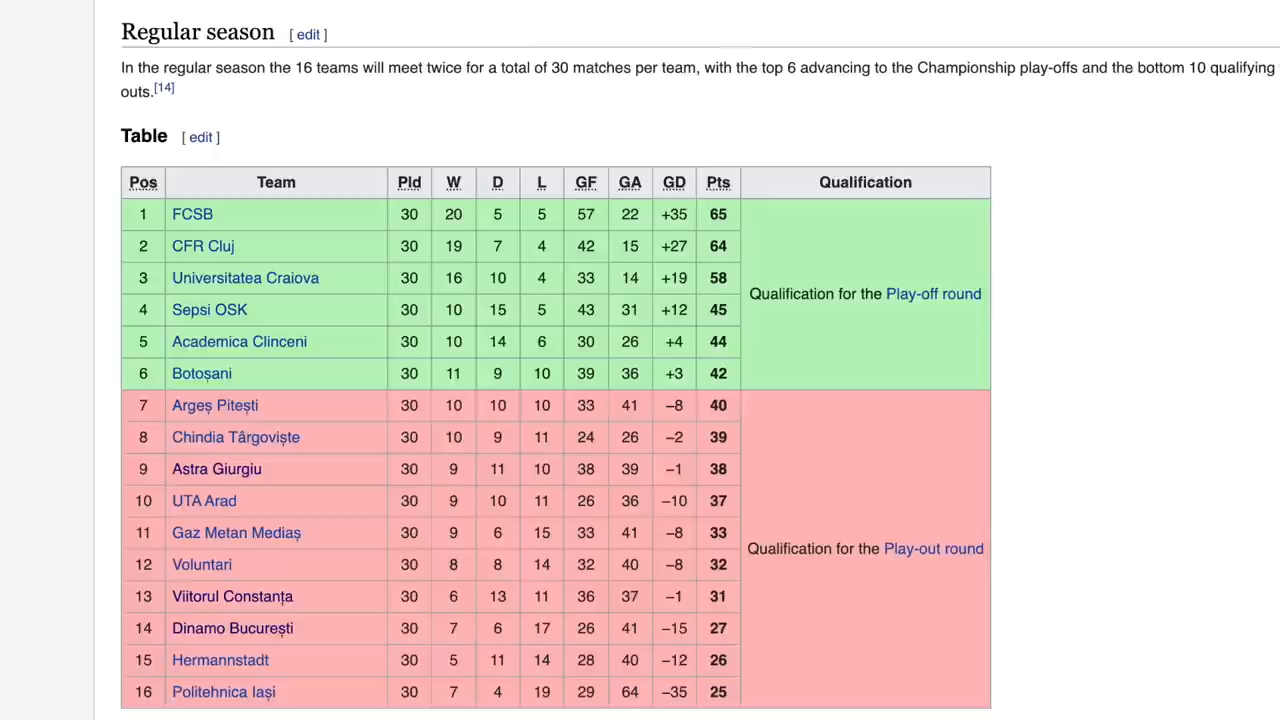 Regular season [ edit ]
In the regular season the 16 teams will meet twice for a total of 30 matches per team, with the top 6 advancing to the Championship play-offs and the bottom 10 qualifying
outs.[14]
Table [ edit ]
Pos Team Pld W D L GF GA GD Pts Qualification
1 FCSB 30 20 5 5 57 22 +35 65
2 CFR Cluj 30 19 7 4 42 15 +27 64
3 Universitatea Craiova 30 16 10 4 33 14 +19 58
Qualification for the Play-off round
4 Sepsi OSK 30 10 15 5 43 31 +12 45
5 Academica Clinceni 30 10 14 6 30 26 +4 44
6 Botoșani 30 11 9 10 39 36 +3 42
7 Argeș Pitești 30 10 10 10 33 41 −8 40
8 Chindia Târgoviște 30 10 9 11 24 26 −2 39
9 Astra Giurgiu 30 9 11 10 38 39 −1 38
10 UTA Arad 30 9 10 11 26 36 −10 37
11 Gaz Metan Mediaș 30 9 6 15 33 41 −8 33
Qualification for the Play-out round
12 Voluntari 30 8 8 14 32 40 −8 32
13 Viitorul Constanța 30 6 13 11 36 37 −1 31
14 Dinamo București 30 7 6 17 26 41 −15 27
15 Hermannstadt 30 5 11 14 28 40 −12 26
16 Politehnica Iași 30 7 4 19 29 64 −35 25